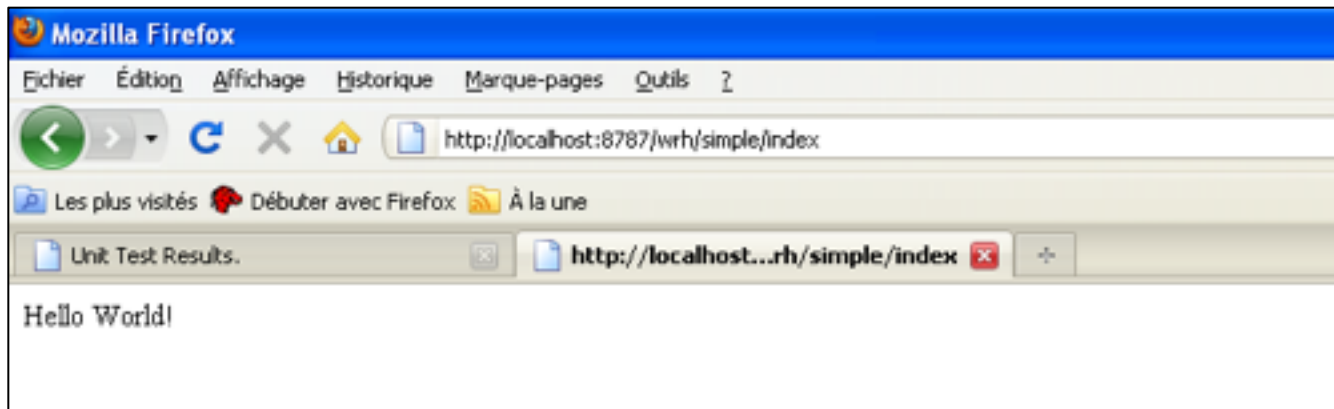 Mozilla Firefox
Fichier Édition Affichage Historique Marque-pages Outils ?
http://localhost:8787/wrh/simple/index
Les plus visités Débuter avec Firefox À la une
Unit Test Results. http://localhost...rh/simple/index
Hello World!